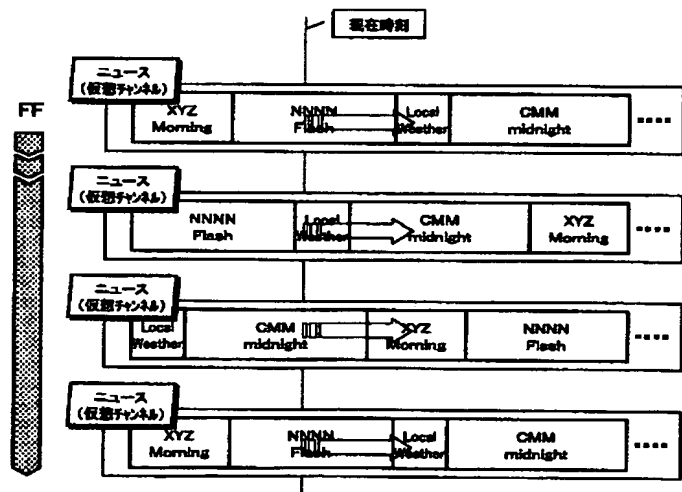 現在時刻
FF
ニュース
(仮想チャンネル)
XYZ
Morning
NNNN
Flash
Local
Weather
CMM
midnight
ニュース
(仮想チャンネル)
NNNN
Flash
Local
Weather
CMM
midnight
XYZ
Morning
ニュース
(仮想チャンネル)
Local
Weather
CMM
midnight
XYZ
Morning
NNNN
Flash
ニュース
(仮想チャンネル)
XYZ
Morning
NNNN
Flash
Local
Weather
CMM
midnight